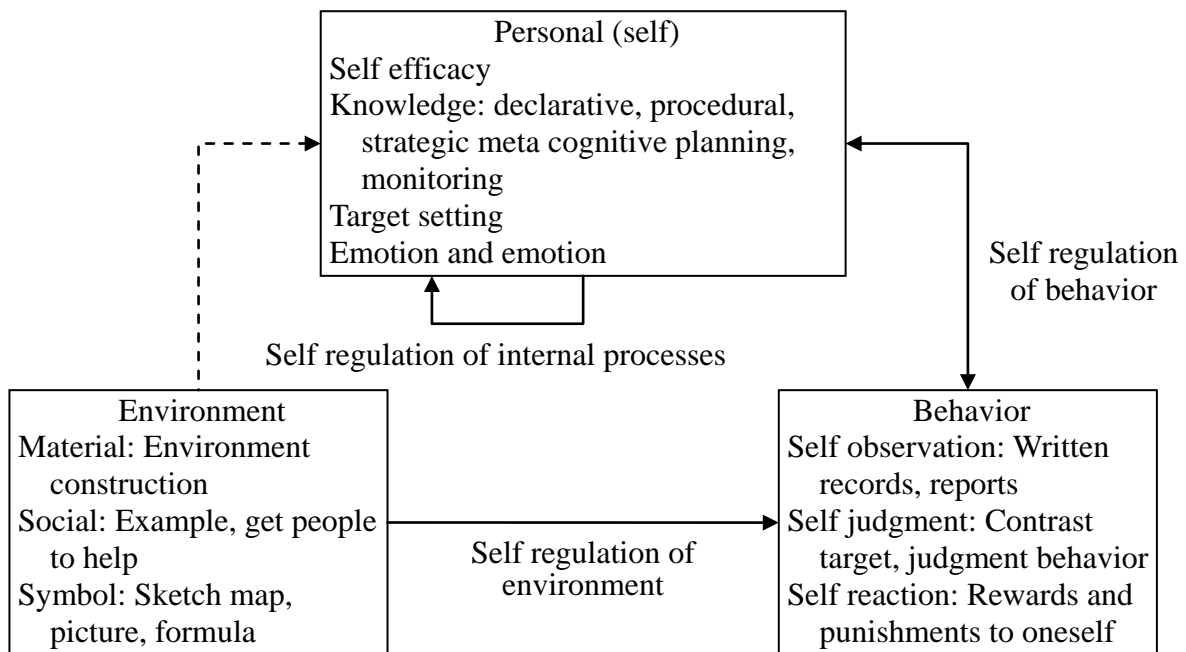 Personal (self)
Self efficacy
Knowledge: declarative, procedural,
strategic meta cognitive planning,
monitoring
Target setting
Emotion and emotion
Self regulation
of behavior
Self regulation of internal processes
Environment
Material: Environment
construction
Social: Example, get people
to help
Symbol: Sketch map,
picture, formula
Self regulation of
environment
Behavior
Self observation: Written
records, reports
Self judgment: Contrast
target, judgment behavior
Self reaction: Rewards and
punishments to oneself